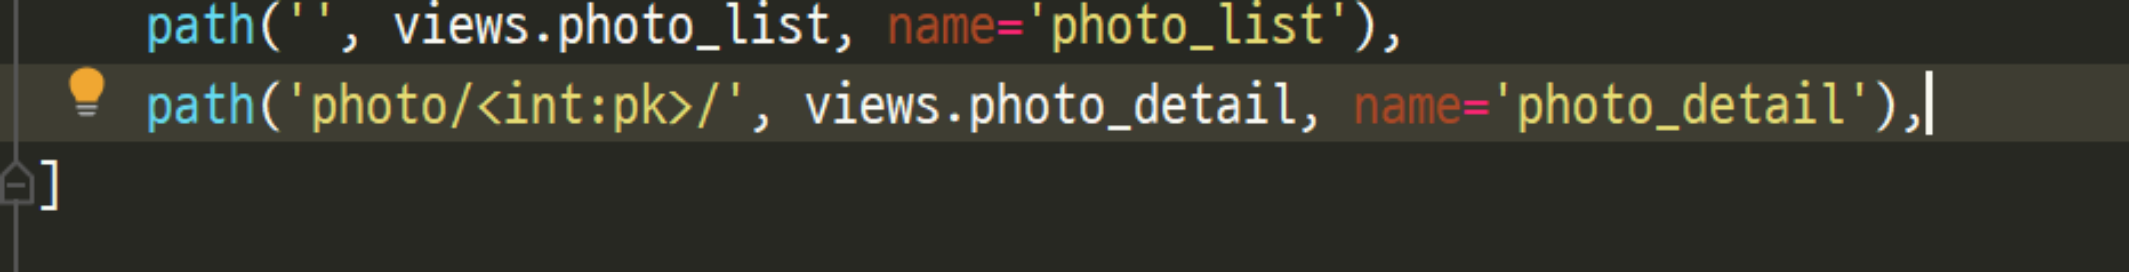 path('', views.photo_list, name='photo_list'),
path('photo/<int:pk>/', views.photo_detail, name='photo_detail'),
]